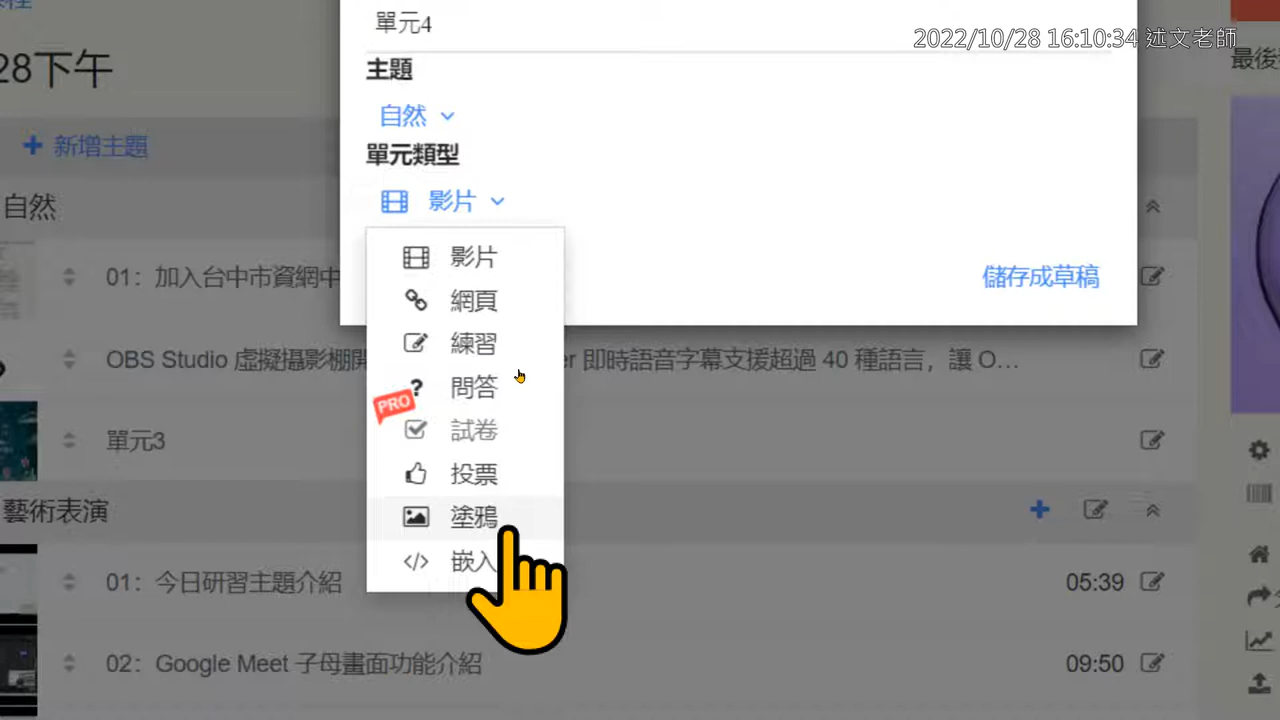 單元4
2022/10/28 16:10:34 述文老師
28下午
主題
最後
自然
新增主題
單元類型
影片
自然
影片
01：加入台中市資網中
儲存成草稿
網頁
練習
OBS Studio 虛擬攝影棚
er 即時語音字幕支援超過 40 種語言，讓 O…
問答
PRO
試卷
單元3
投票
藝術表演
塗鴉
嵌入
01：今日研習主題介紹
05:39
02：Google Meet 子母畫面功能介紹
09:50